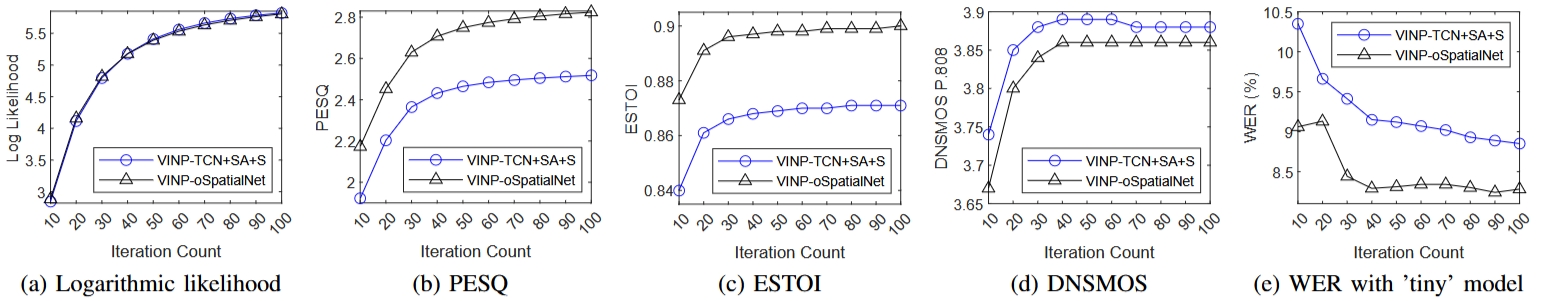 Log Likelihood
5.5
5
4.5
4
3.5
3
VINP-TCN+SA+S
VINP-oSpatialNet
10 20 30 40 50 60 70 80 90 100
Iteration Count
(a) Logarithmic likelihood
PESQ
2.8
2.6
2.4
2.2
2
VINP-TCN+SA+S
VINP-oSpatialNet
10 20 30 40 50 60 70 80 90 100
Iteration Count
(b) PESQ
ESTOI
0.9
0.88
0.86
0.84
VINP-TCN+SA+S
VINP-oSpatialNet
10 20 30 40 50 60 70 80 90 100
Iteration Count
(c) ESTOI
DNSMOS P.808
3.9
3.85
3.8
3.75
3.7
3.65
VINP-TCN+SA+S
VINP-oSpatialNet
10 20 30 40 50 60 70 80 90 100
Iteration Count
(d) DNSMOS
WER (%)
10.5
10
9.5
9
8.5
VINP-TCN+SA+S
VINP-oSpatialNet
10 20 30 40 50 60 70 80 90 100
Iteration Count
(e) WER with 'tiny' model